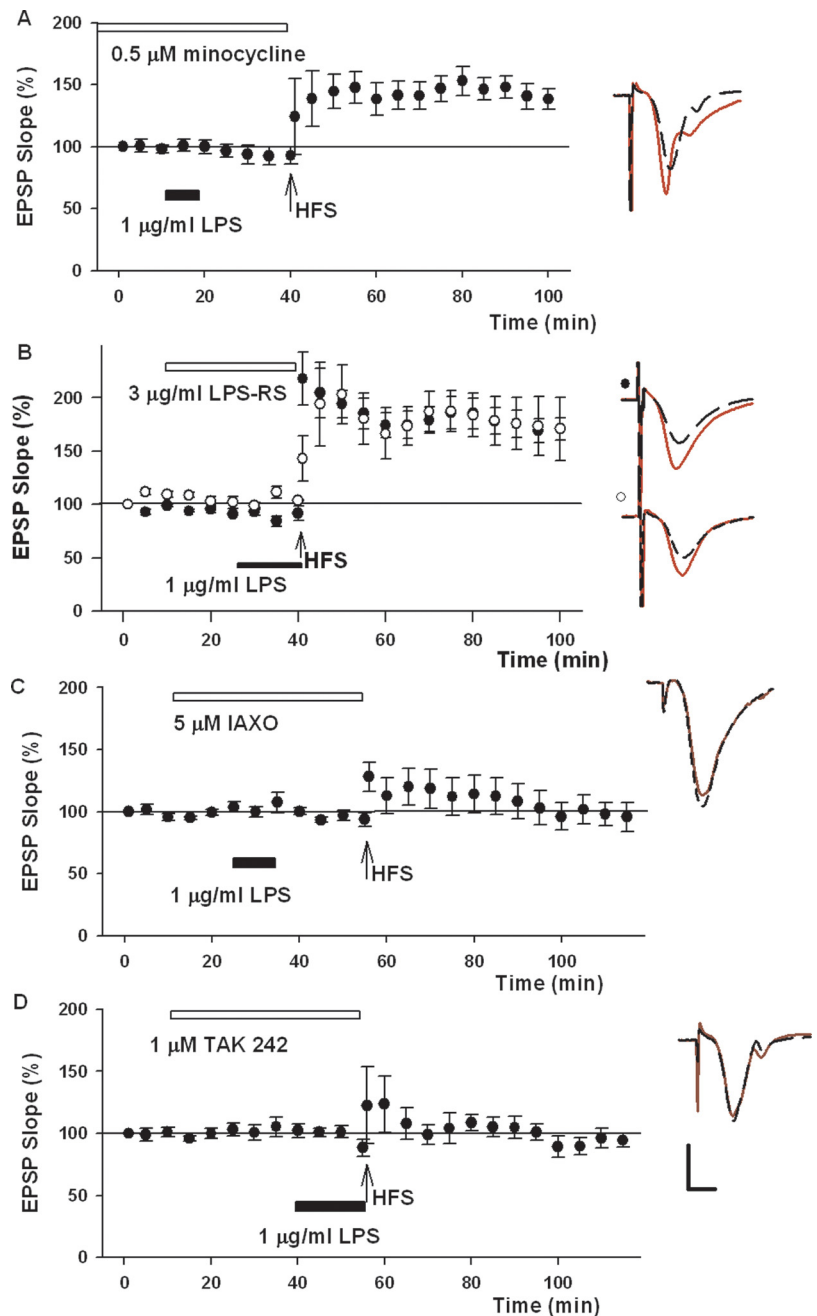 A
200
0.5 µM minocycline
150
100
50
0
EPSP Slope (%)
1 µg/ml LPS
HFS
0 20 40 60 80 100
Time (min)
B
200
3 µg/ml LPS-RS
150
100
50
0
EPSP Slope (%)
HFS
1 µg/ml LPS
0 20 40 60 80 100
Time (min)
C
200
5 µM IAXO
150
100
50
0
EPSP Slope (%)
HFS
1 µg/ml LPS
0 20 40 60 80 100
Time (min)
D
200
1 µM TAK 242
150
100
50
0
EPSP Slope (%)
HFS
1 µg/ml LPS
0 20 40 60 80 100
Time (min)